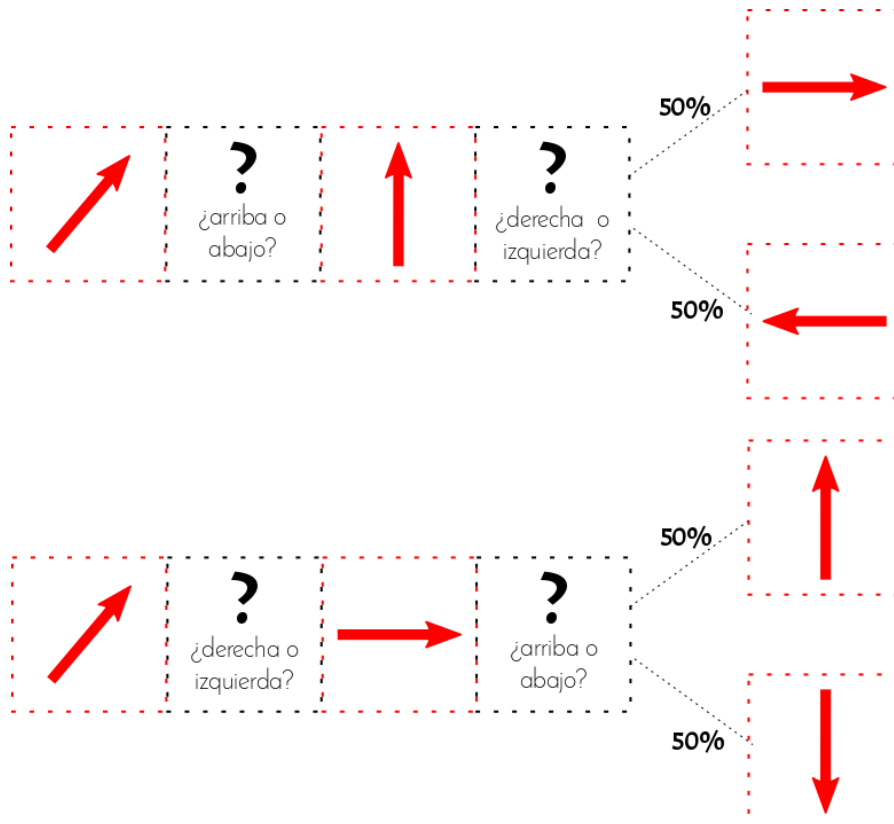 50%
?
¿arriba o
abajo?
?
¿derecha o
izquierda?
50%
50%
?
¿derecha o
izquierda?
?
¿arriba o
abajo?
50%